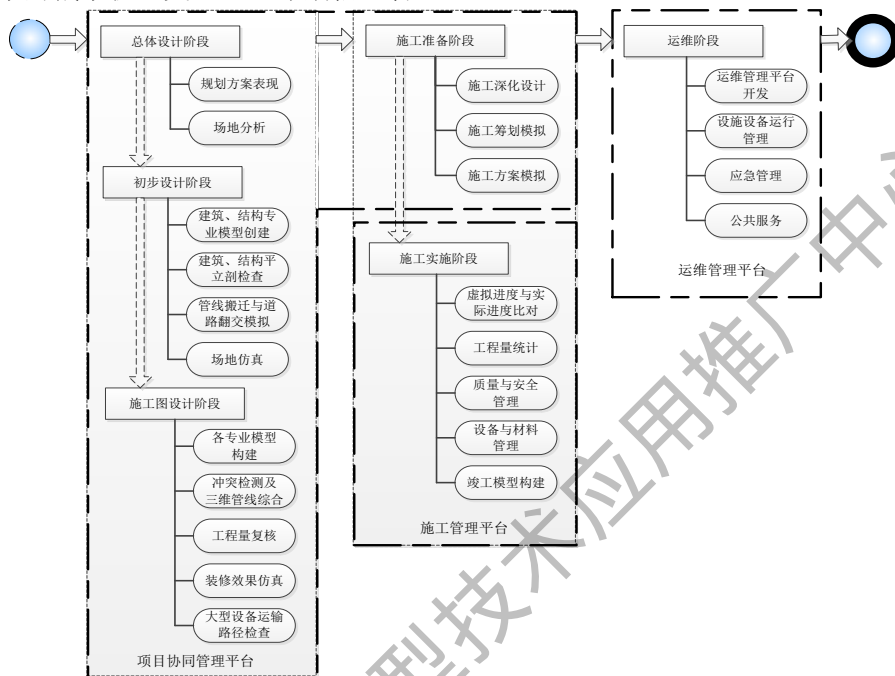 总体设计阶段
规划方案表现
场地分析
初步设计阶段
建筑、结构专
业模型创建
建筑、结构平
立剖检查
管线搬迁与道
路翻交模拟
场地仿真
施工图设计阶段
各专业模型
构建
冲突检测及
三维管线综合
工程量复核
装修效果仿真
大型设备运输
路径检查
项目协同管理平台
施工准备阶段
施工深化设计
施工筹划模拟
施工方案模拟
施工实施阶段
虚拟进度与实
际进度比对
工程量统计
质量与安全
管理
设备与材料
管理
竣工模型构建
施工管理平台
运维阶段
运维管理平台
开发
设施设备运行
管理
应急管理
公共服务
运维管理平台
型技术应用推广中